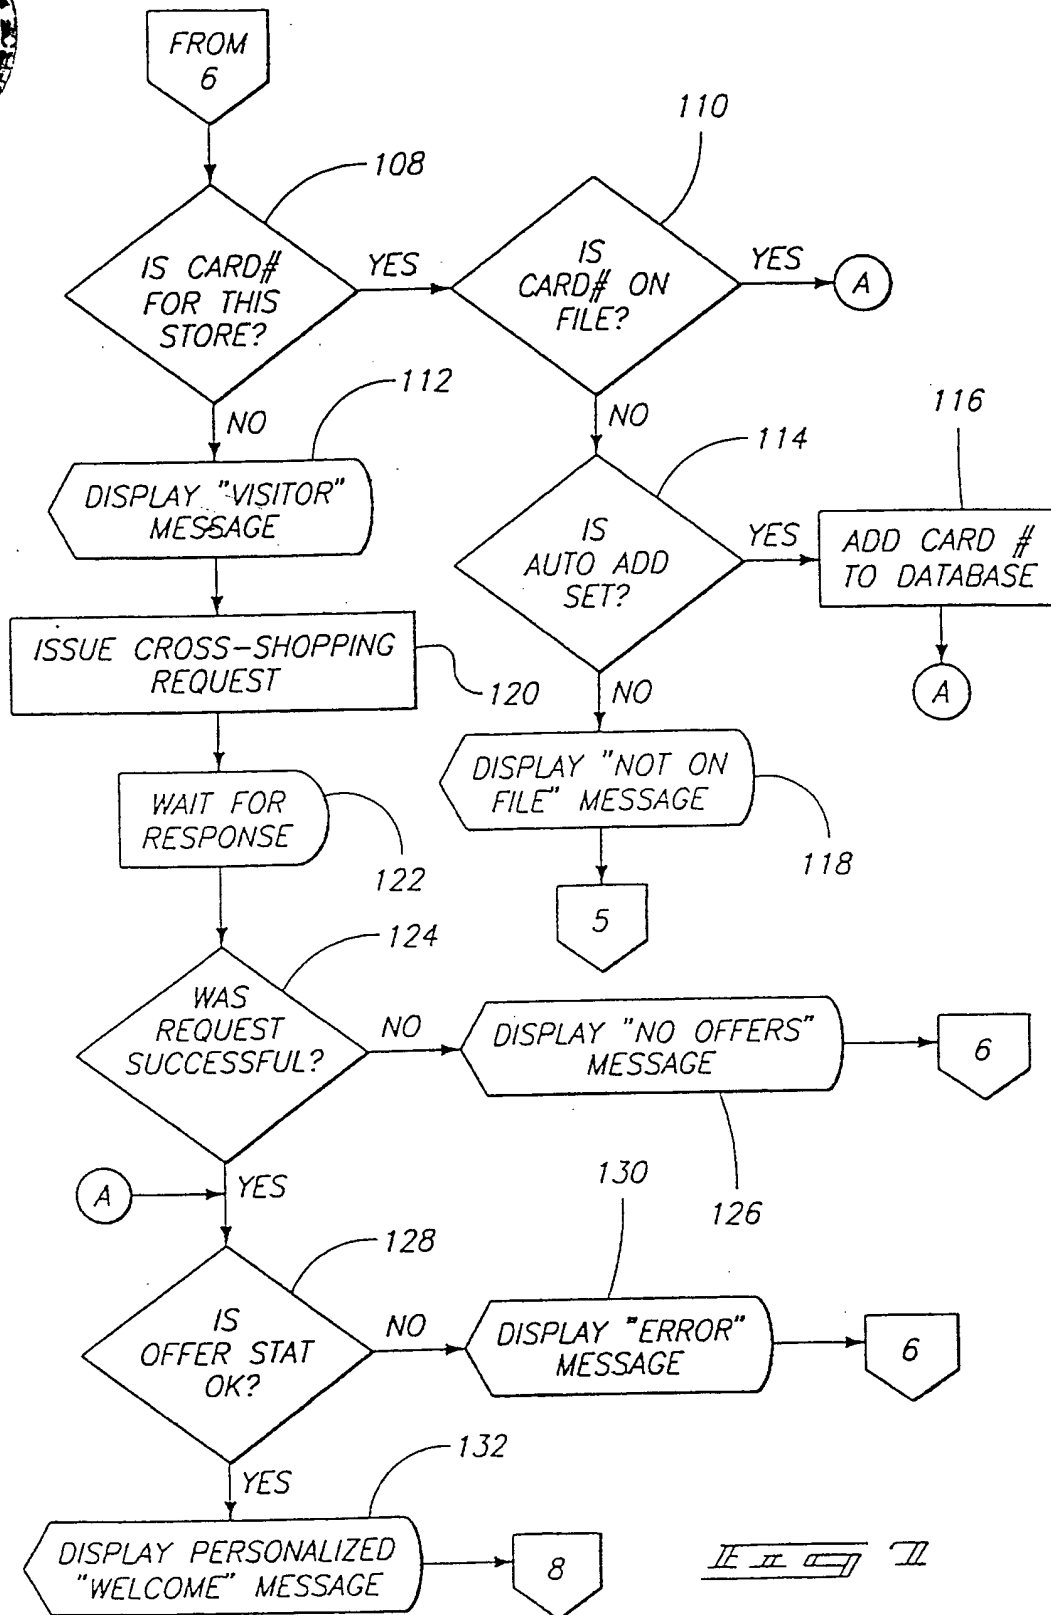 FROM
6
108
110
IS CARD#
FOR THIS
STORE?
YES
IS
CARD# ON
FILE?
YES
A
NO
112
DISPLAY "VISITOR"
MESSAGE
NO
114
116
IS
AUTO ADD
SET?
YES
ADD CARD #
TO DATABASE
A
ISSUE CROSS-SHOPPING
REQUEST
120
NO
DISPLAY "NOT ON
FILE" MESSAGE
118
5
WAIT FOR
RESPONSE
122
124
WAS
REQUEST
SUCCESSFUL?
NO
DISPLAY "NO OFFERS"
MESSAGE
126
6
A
YES
128
130
IS
OFFER STAT
OK?
NO
DISPLAY "ERROR"
MESSAGE
6
YES
132
DISPLAY PERSONALIZED
"WELCOME" MESSAGE
8